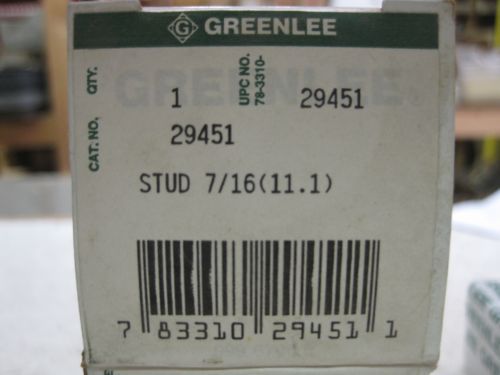 GREENLEE
QTY. 1
UPC NO.
78-3310- 29451
CAT. NO. 29451
STUD 7/16(11.1)
7 83310 29451 1